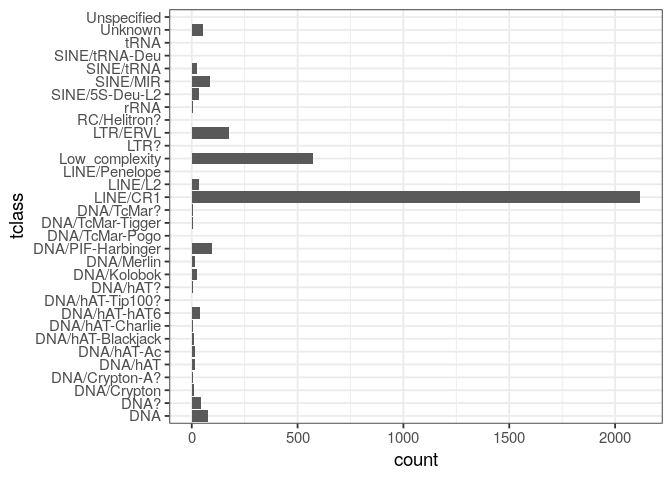 Unspecified
Unknown
tRNA
SINE/tRNA-Deu
SINE/tRNA
SINE/MIR
SINE/5S-Deu-L2
rRNA
RC/Helitron?
LTR/ERVL
LTR?
Low_complexity
LINE/Penelope
LINE/L2
LINE/CR1
DNA/TcMar?
DNA/TcMar-Tigger
DNA/TcMar-Pogo
DNA/PIF-Harbinger
DNA/Merlin
DNA/Kolobok
DNA/hAT?
DNA/hAT-Tip100?
DNA/hAT-hAT6
DNA/hAT-Charlie
DNA/hAT-Blackjack
DNA/hAT-Ac
DNA/hAT
DNA/Crypton-A?
DNA/Crypton
DNA?
DNA
tclass
0 500 1000 1500 2000
count